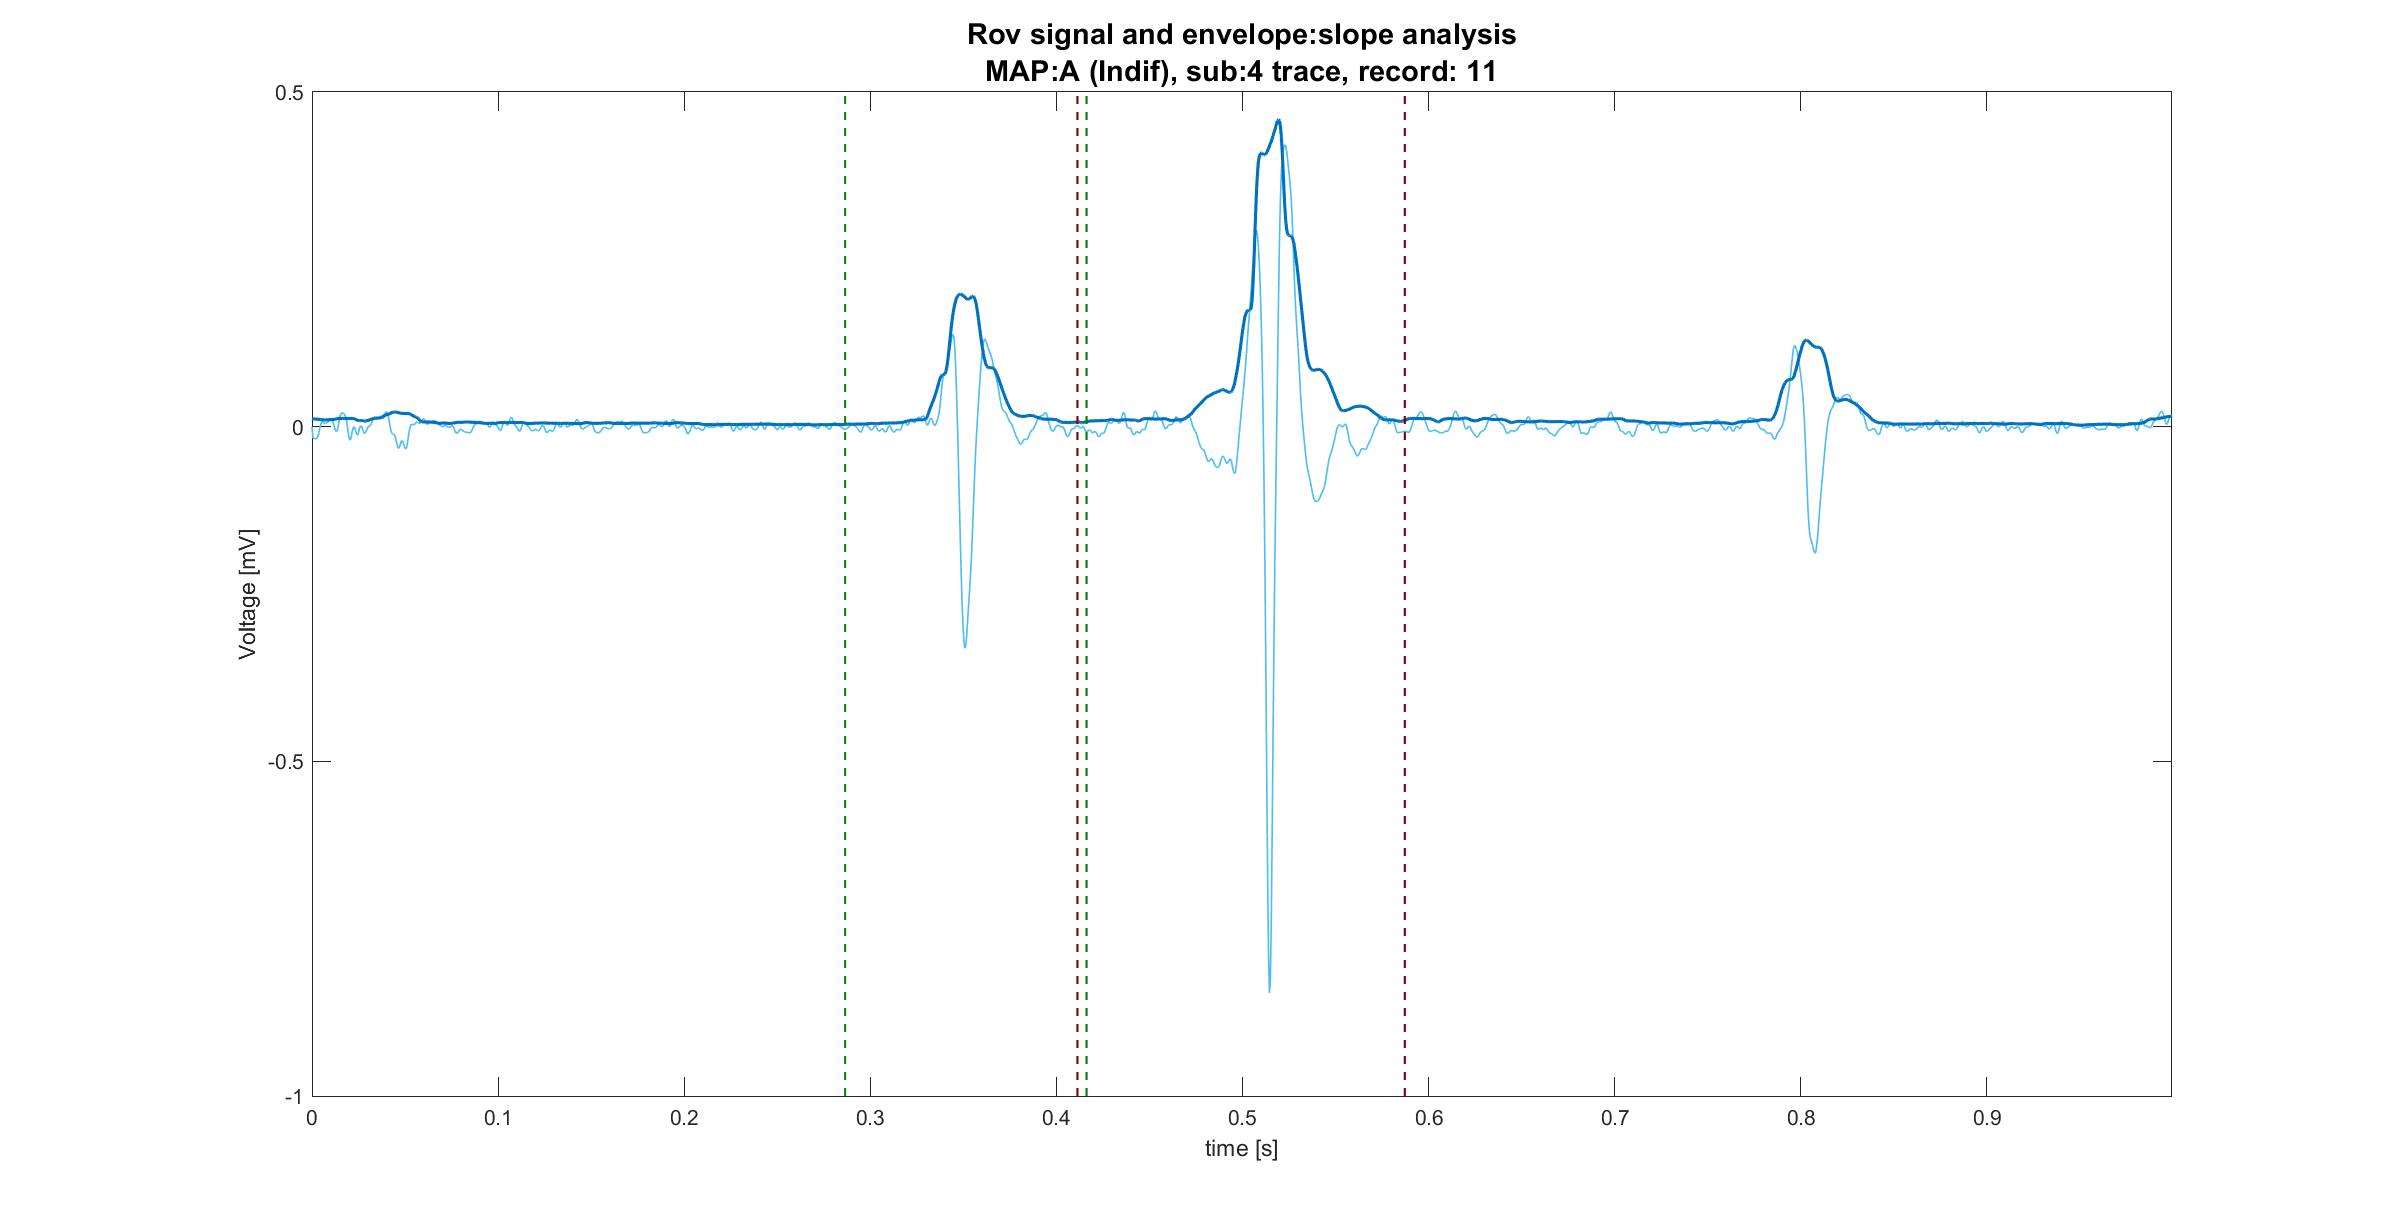 Rov signal and envelope:slope analysis
MAP:A (Indif), sub:4 trace, record: 11
0.5
0
-0.5
-1
Voltage [mV]
0 0.1 0.2 0.3 0.4 0.5 0.6 0.7 0.8 0.9
time [s]